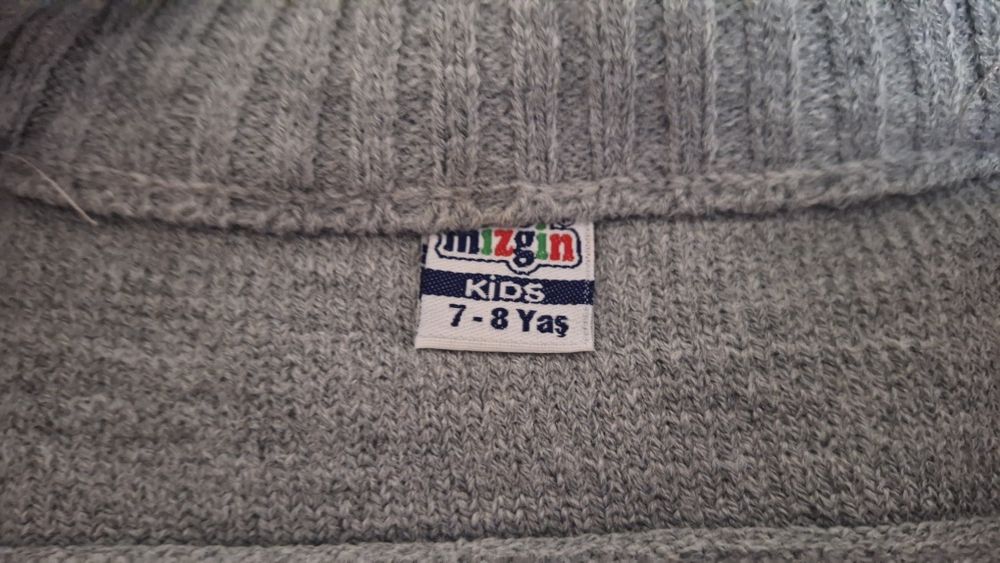 mizgin
KiDS
7 - 8 Yaş